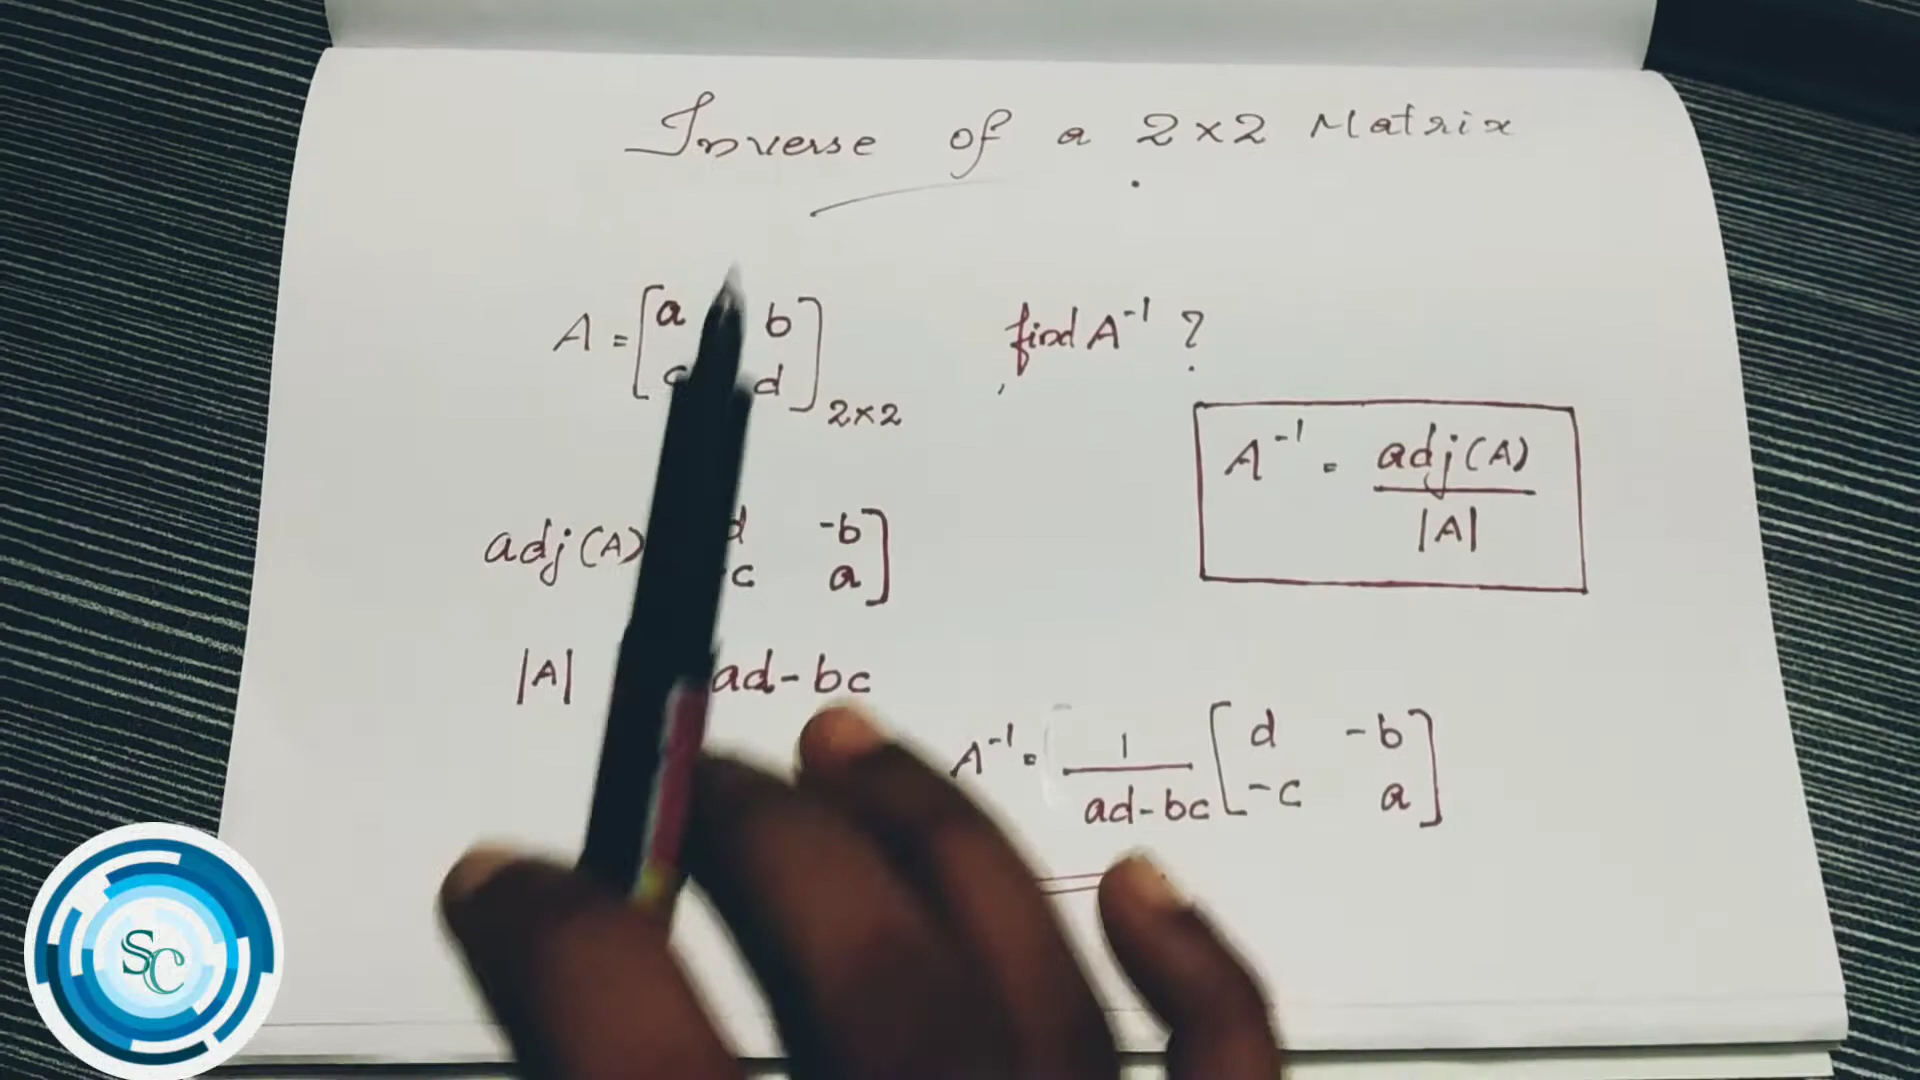 Inverse of a 2×2 Matrix
A = [a b
c d] 2×2
find A⁻¹ ?
A⁻¹ = adj(A)
|A|
adj(A) d -b
c a]
|A| ad-bc
A⁻¹ = 1 [d -b
ad-bc -c a]
SC